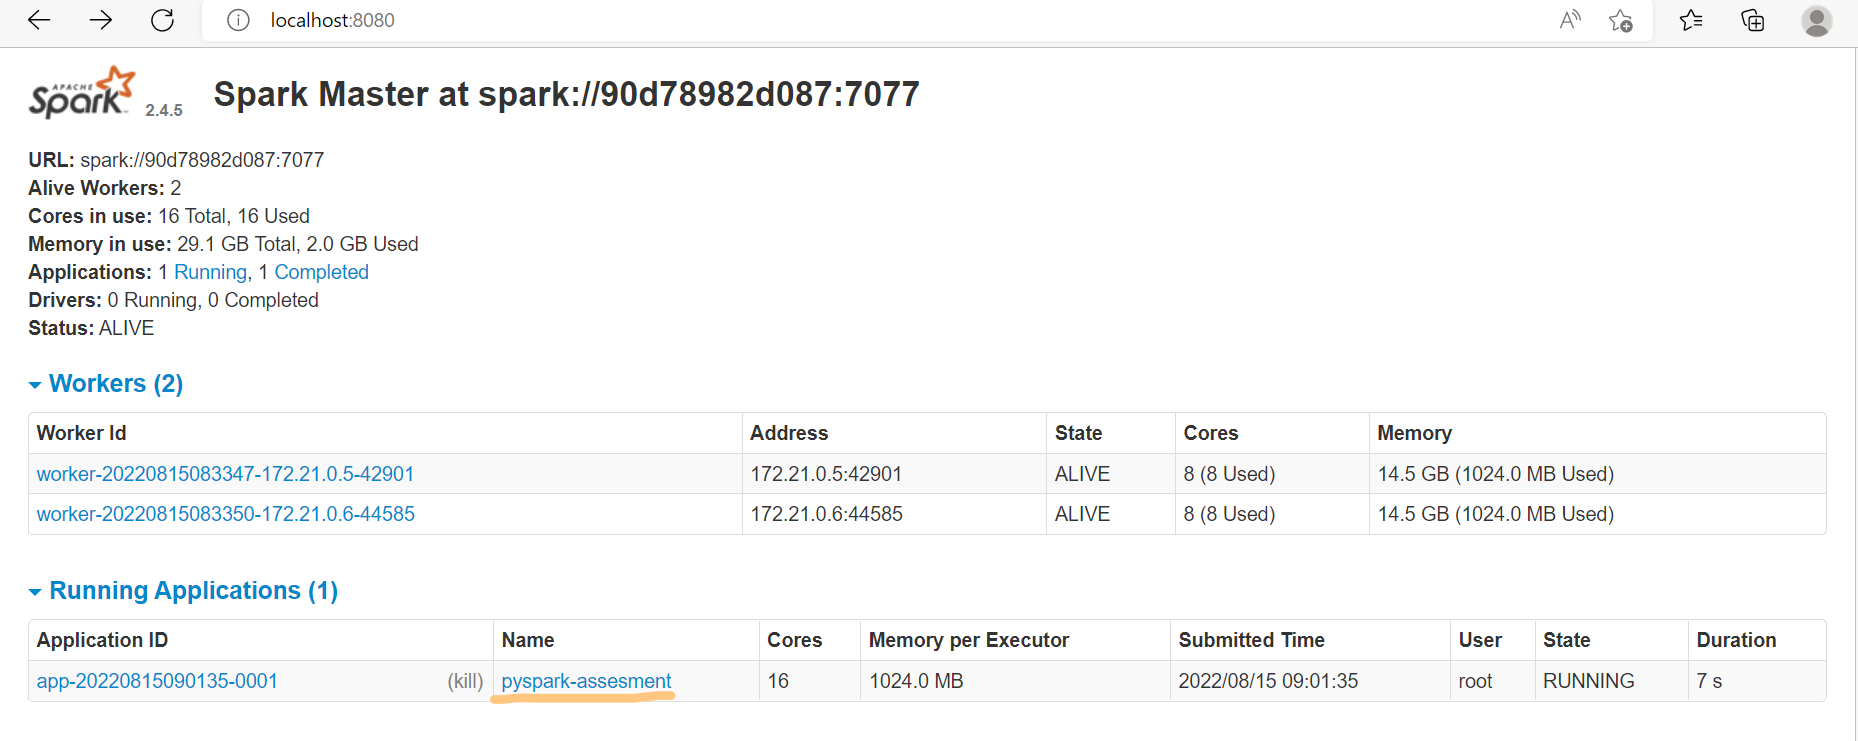 localhost:8080
APACHE
Spark 2.4.5 Spark Master at spark://90d78982d087:7077
URL: spark://90d78982d087:7077
Alive Workers: 2
Cores in use: 16 Total, 16 Used
Memory in use: 29.1 GB Total, 2.0 GB Used
Applications: 1 Running, 1 Completed
Drivers: 0 Running, 0 Completed
Status: ALIVE
Workers (2)
Worker Id Address State Cores Memory
worker-20220815083347-172.21.0.5-42901 172.21.0.5:42901 ALIVE 8 (8 Used) 14.5 GB (1024.0 MB Used)
worker-20220815083350-172.21.0.6-44585 172.21.0.6:44585 ALIVE 8 (8 Used) 14.5 GB (1024.0 MB Used)
Running Applications (1)
Application ID Name Cores Memory per Executor Submitted Time User State Duration
app-20220815090135-0001 (kill) pyspark-assesment 16 1024.0 MB 2022/08/15 09:01:35 root RUNNING 7 s